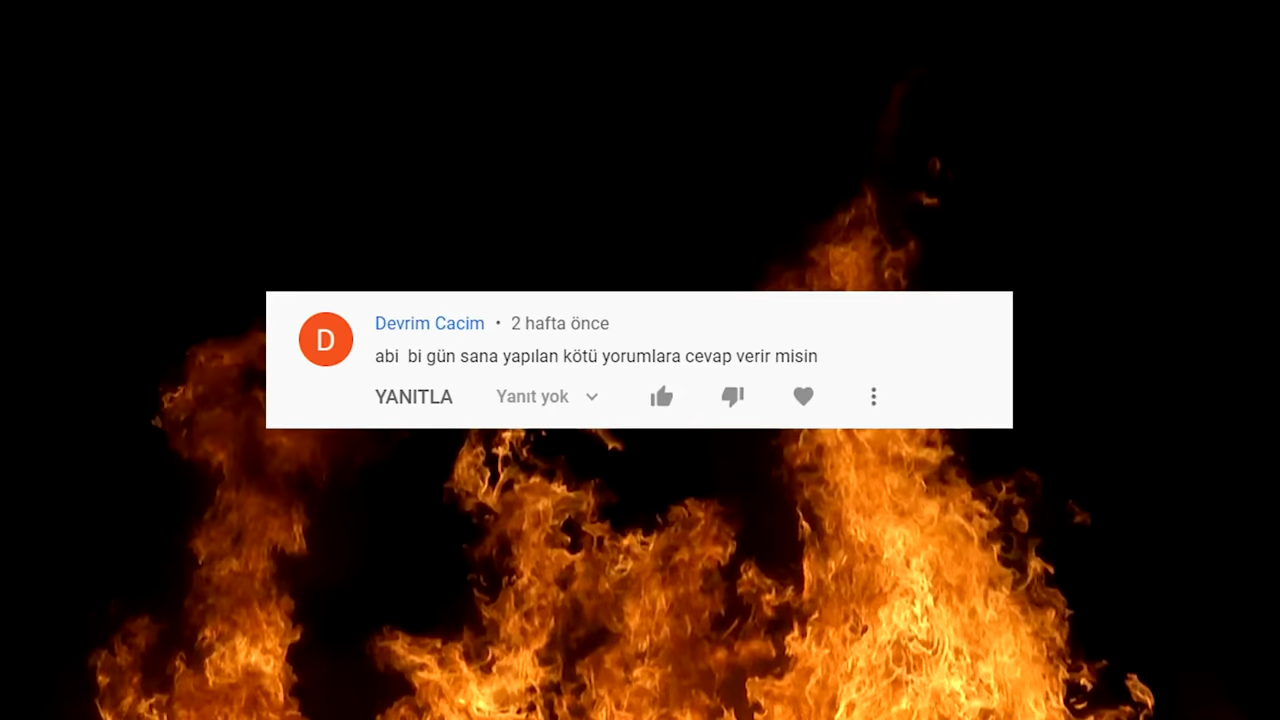 D
Devrim Cacim • 2 hafta önce
abi  bi gün sana yapılan kötü yorumlara cevap verir misin
YANITLA Yanıt yok